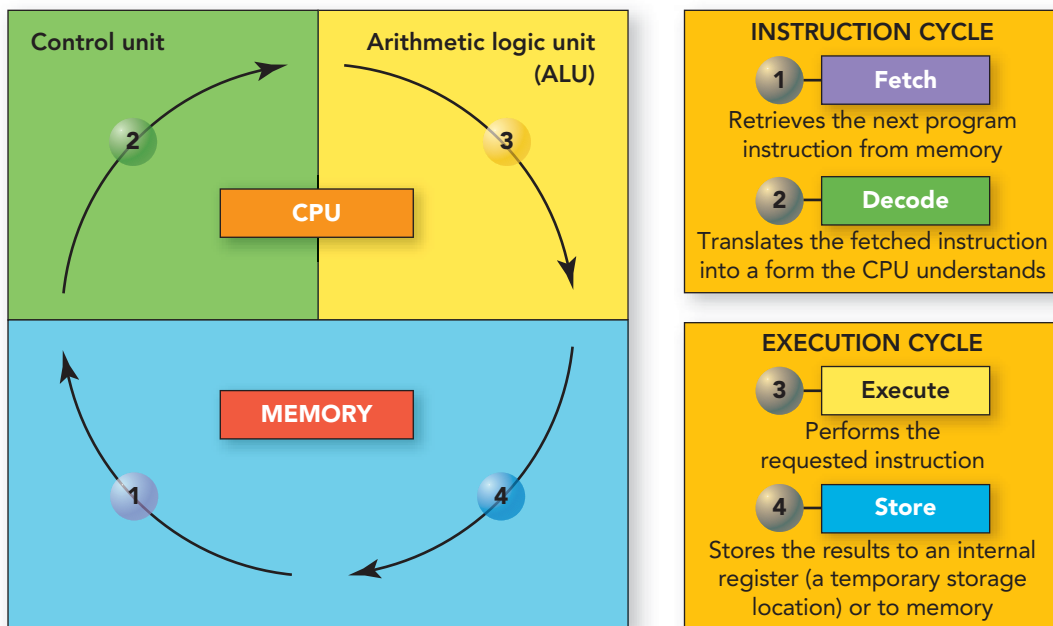 Control unit
Arithmetic logic unit
(ALU)
2
3
CPU
MEMORY
1
4
INSTRUCTION CYCLE
1 Fetch
Retrieves the next program
instruction from memory
2 Decode
Translates the fetched instruction
into a form the CPU understands
EXECUTION CYCLE
3 Execute
Performs the
requested instruction
4 Store
Stores the results to an internal
register (a temporary storage
location) or to memory